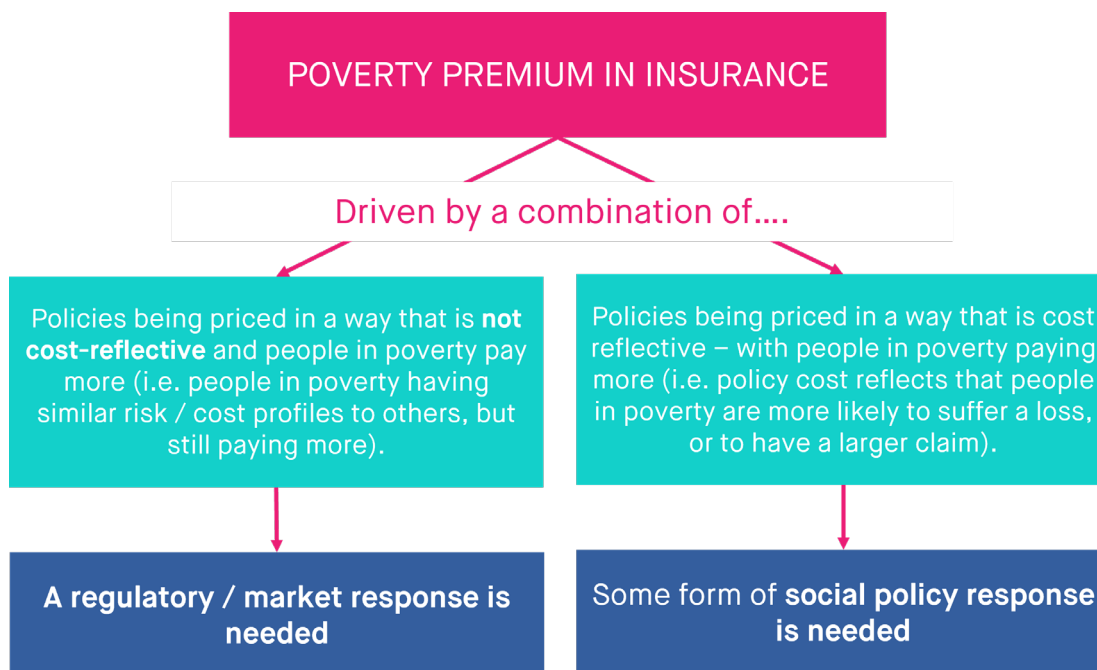 POVERTY PREMIUM IN INSURANCE
Driven by a combination of....
Policies being priced in a way that is not
cost-reflective and people in poverty pay
more (i.e. people in poverty having
similar risk / cost profiles to others, but
still paying more).
Policies being priced in a way that is cost
reflective – with people in poverty paying
more (i.e. policy cost reflects that people
in poverty are more likely to suffer a loss,
or to have a larger claim).
A regulatory / market response is
needed
Some form of social policy response
is needed